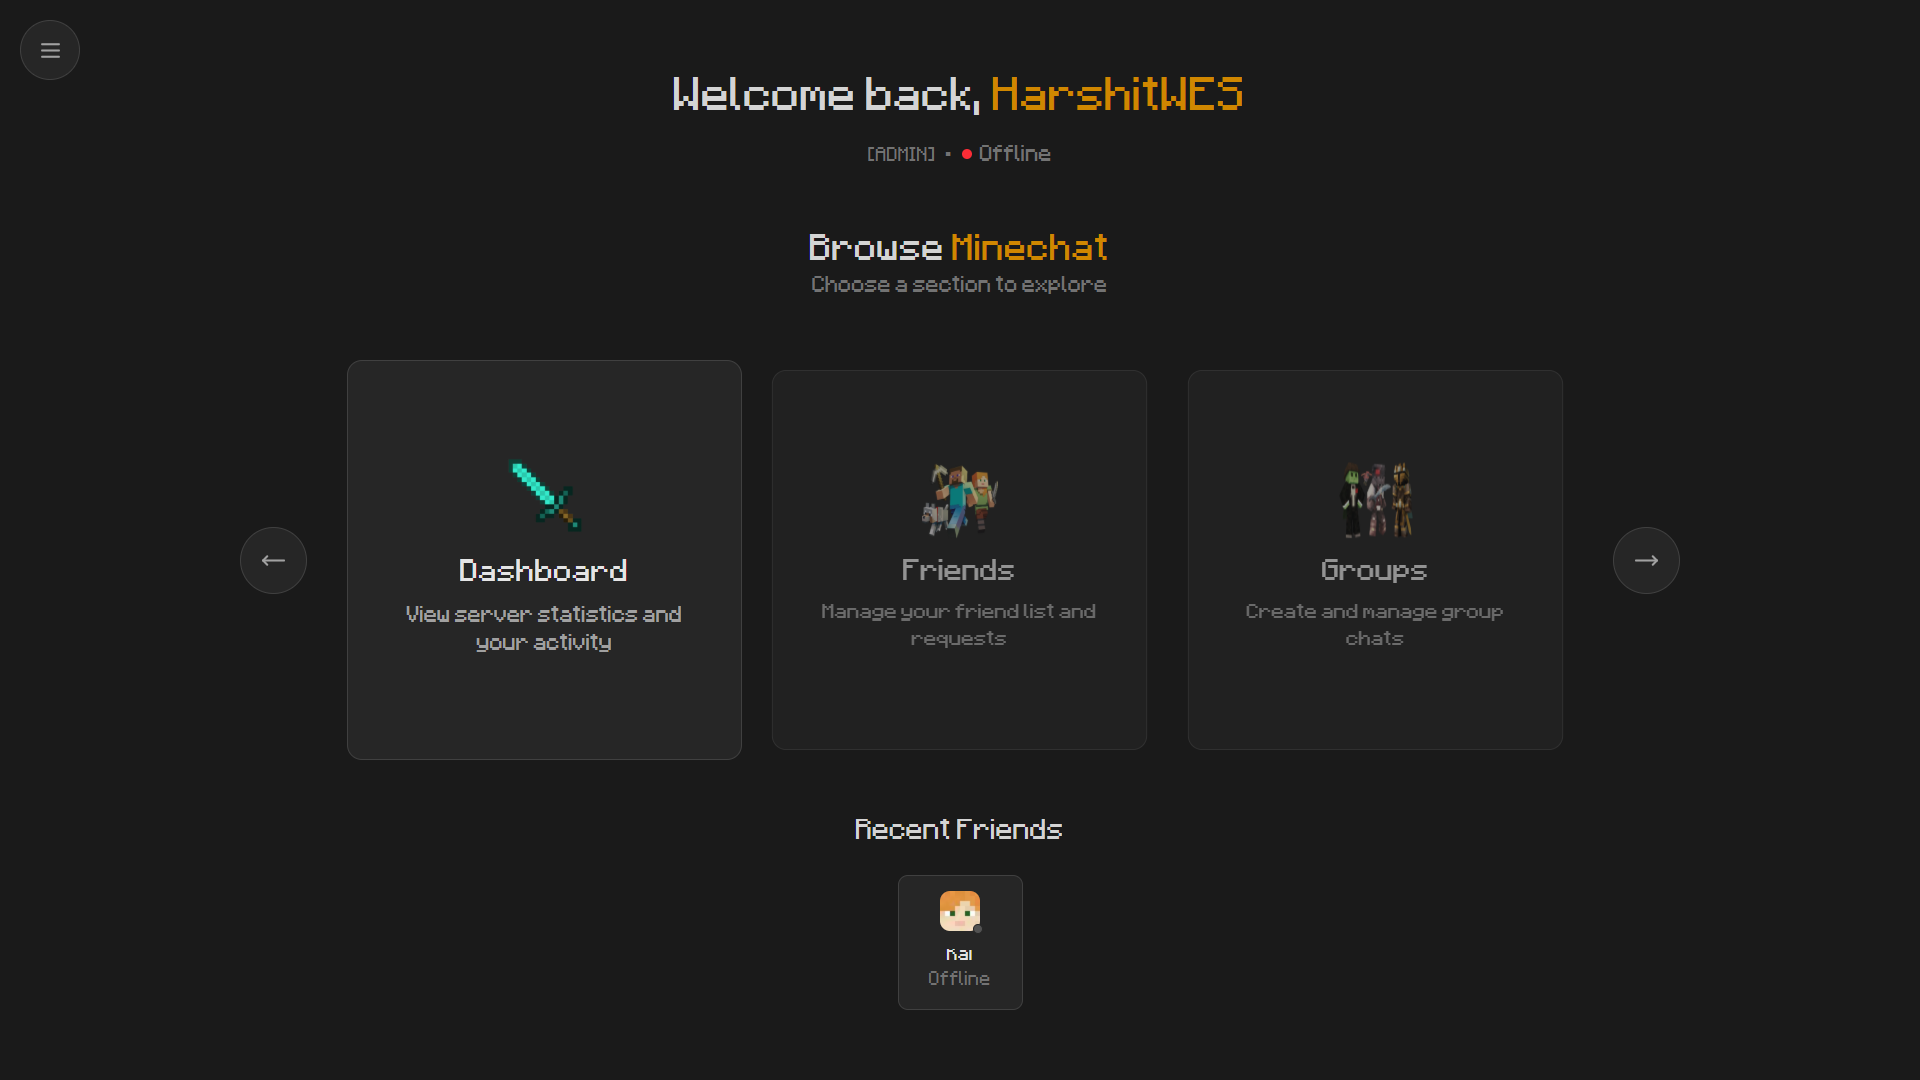 Welcome back, HarshitWES
[ADMIN] • Offline
Browse Minechat
Choose a section to explore
Dashboard
View server statistics and
your activity
Friends
Manage your friend list and
requests
Groups
Create and manage group
chats
Recent Friends
Kai
Offline